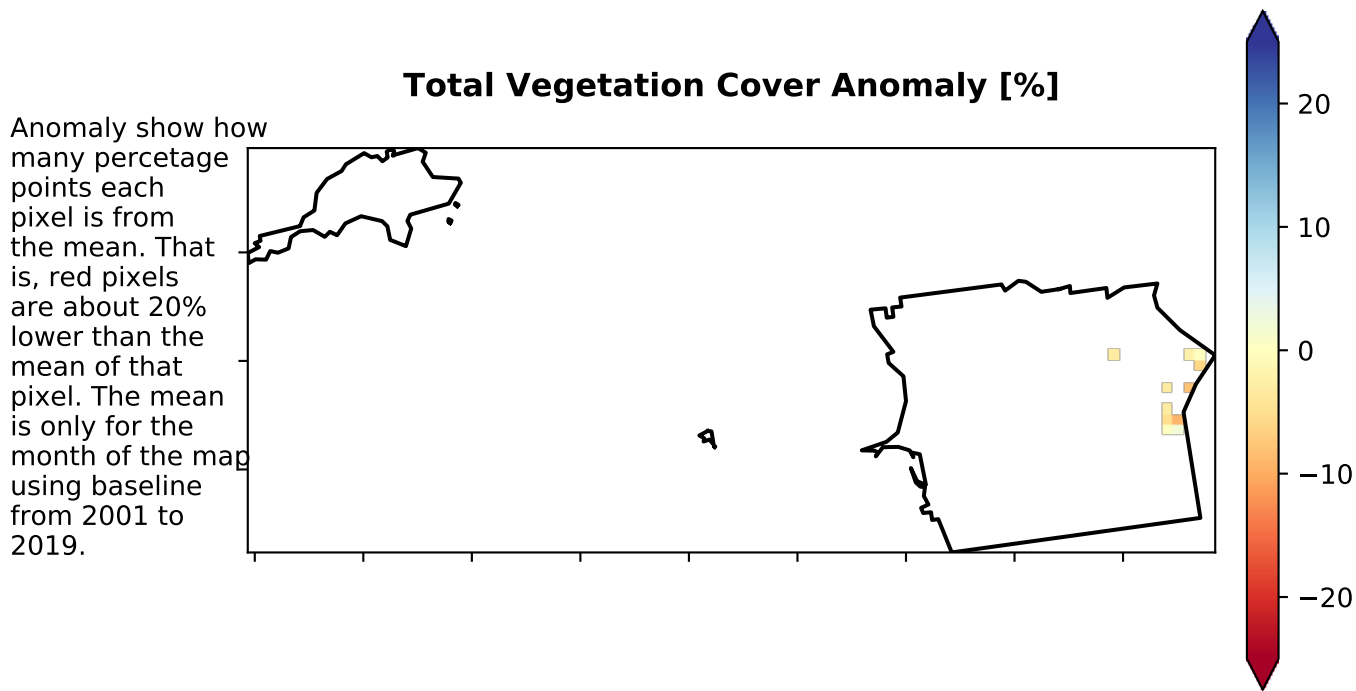 Total Vegetation Cover Anomaly [%]
Anomaly show how
many percetage
points each
pixel is from
the mean. That
is, red pixels
are about 20%
lower than the
mean of that
pixel. The mean
is only for the
month of the map
using baseline
from 2001 to
2019.
20
10
0
−10
−20